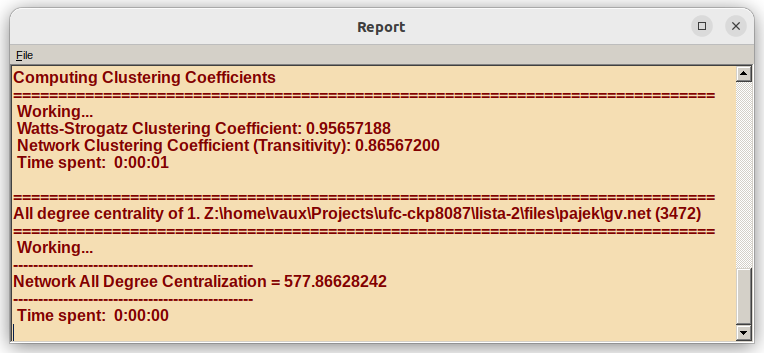 Report
File
Computing Clustering Coefficients
==============================================================================
Working...
Watts-Strogatz Clustering Coefficient: 0.95657188
Network Clustering Coefficient (Transitivity): 0.86567200
Time spent:  0:00:01
==============================================================================
All degree centrality of 1. Z:\home\vaux\Projects\ufc-ckp8087\lista-2\files\pajek\gv.net (3472)
==============================================================================
Working...
------------------------------------------------
Network All Degree Centralization = 577.86628242
------------------------------------------------
Time spent:  0:00:00